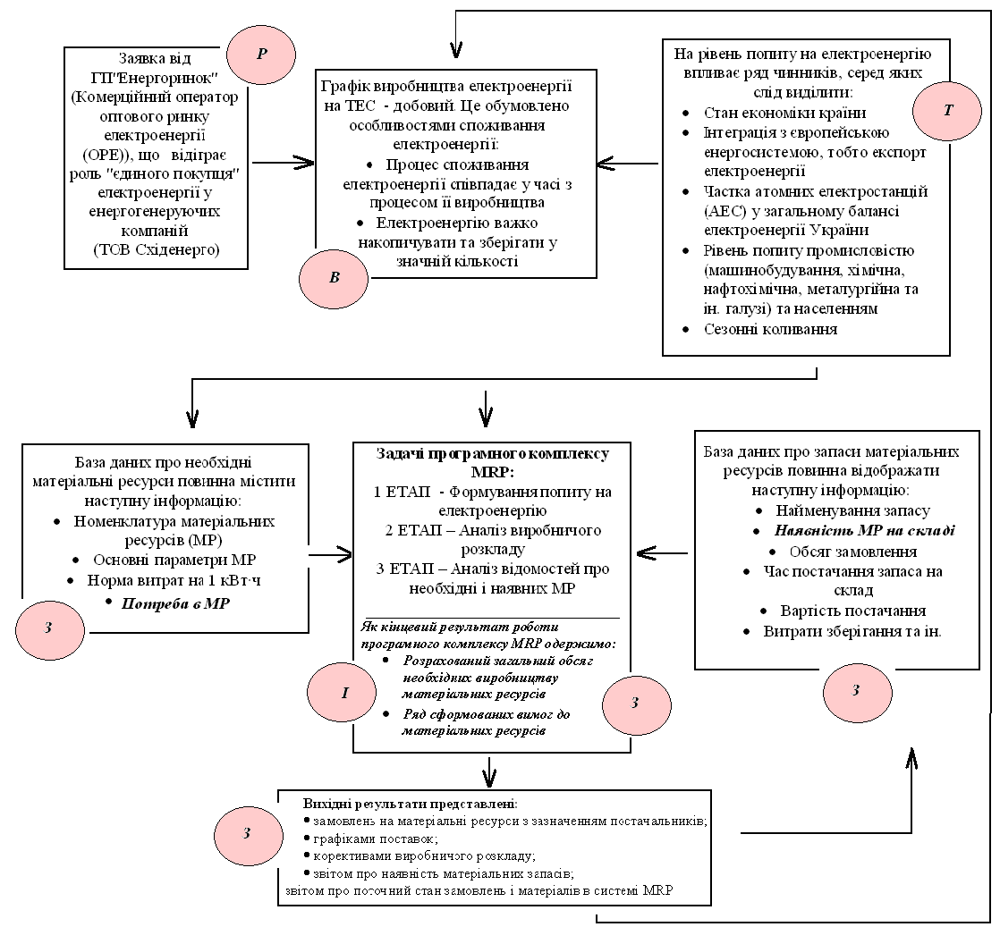 Заявка від
ГП"Енергоринок"
(Комерційний оператор
оптового ринку
електроенергії
(ОРЕ)), що відіграє
роль "єдиного покупця"
електроенергії у
енергогенеруючих
компаній
(ТОВ Східенерго)
Р
Графік виробництва електроенергії
на ТЕС - добовий. Це обумовлено
особливостями споживання
електроенергії:
• Процес споживання
електроенергії співпадає у часі з
процесом її виробництва
• Електроенергію важко
накопичувати та зберігати у
значній кількості
В
На рівень попиту на електроенергію
впливає ряд чинників, серед яких
слід виділити:
• Стан економіки країни
• Інтеграція з європейською
енергосистемою, тобто експорт
електроенергії
• Частка атомних електростанцій
(АЕС) у загальному балансі
електроенергії України
• Рівень попиту промисловістю
(машинобудування, хімічна,
нафтохімічна, металургійна та
ін. галузі) та населенням
• Сезонні коливання
Т
База даних про необхідні
матеріальні ресурси повинна містити
наступну інформацію:
• Номенклатура матеріальних
ресурсів (МР)
• Основні параметри МР
• Норма витрат на 1 кВт·ч
• Потреба в МР
З
Задачі програмного комплексу
MRP:
1 ЕТАП - Формування попиту на
електроенергію
2 ЕТАП – Аналіз виробничого
розкладу
3 ЕТАП – Аналіз відомостей про
необхідні і наявних МР
Як кінцевий результат роботи
програмного комплексу MRP одержимо:
• Розрахований загальний обсяг
необхідних виробництву
матеріальних ресурсів
• Ряд сформованих вимог до
матеріальних ресурсів
І
З
База даних про запаси матеріальних
ресурсів повинна відображати
наступну інформацію:
• Найменування запасу
• Наявність МР на складі
• Обсяг замовлення
• Час постачання запаса на
склад
• Вартість постачання
• Витрати зберігання та ін.
З
Вихідні результати представлені:
• замовлень на матеріальні ресурси з зазначенням постачальників;
• графіками поставок;
• корективами виробничого розкладу;
• звітом про наявність матеріальних запасів;
звітом про поточний стан замовлень і матеріалів в системі MRP
З